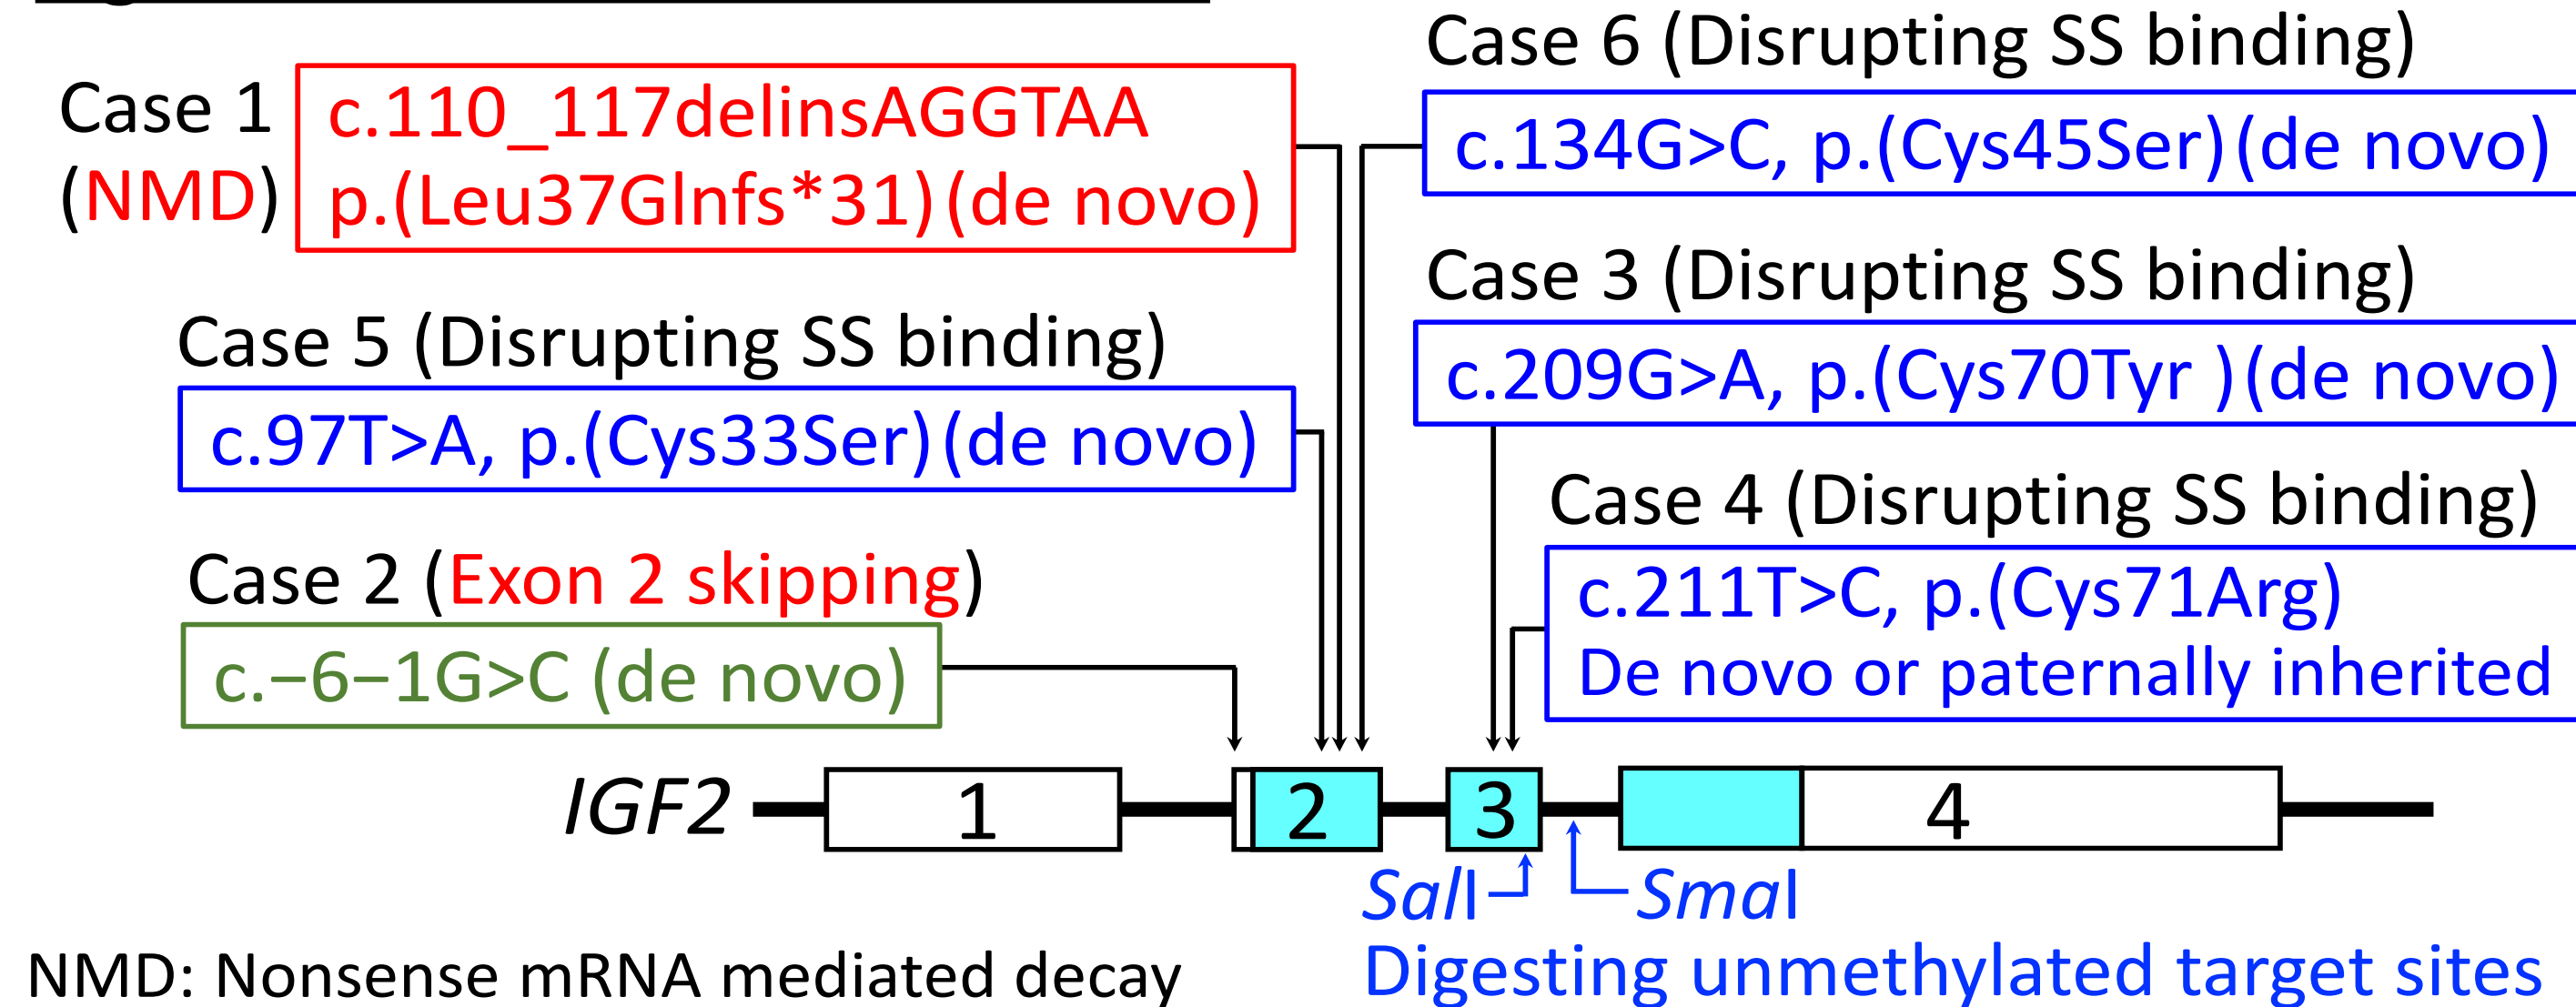 Case 1
(NMD)
c.110_117delinsAGGTAA
p.(Leu37Glnfs*31)(de novo)
Case 5 (Disrupting SS binding)
c.97T>A, p.(Cys33Ser)(de novo)
Case 2 (Exon 2 skipping)
c.−6−1G>C (de novo)
Case 6 (Disrupting SS binding)
c.134G>C, p.(Cys45Ser)(de novo)
Case 3 (Disrupting SS binding)
c.209G>A, p.(Cys70Tyr )(de novo)
Case 4 (Disrupting SS binding)
c.211T>C, p.(Cys71Arg)
De novo or paternally inherited
IGF2 1 2 3 4
SalI SmaI
NMD: Nonsense mRNA mediated decay
Digesting unmethylated target sites